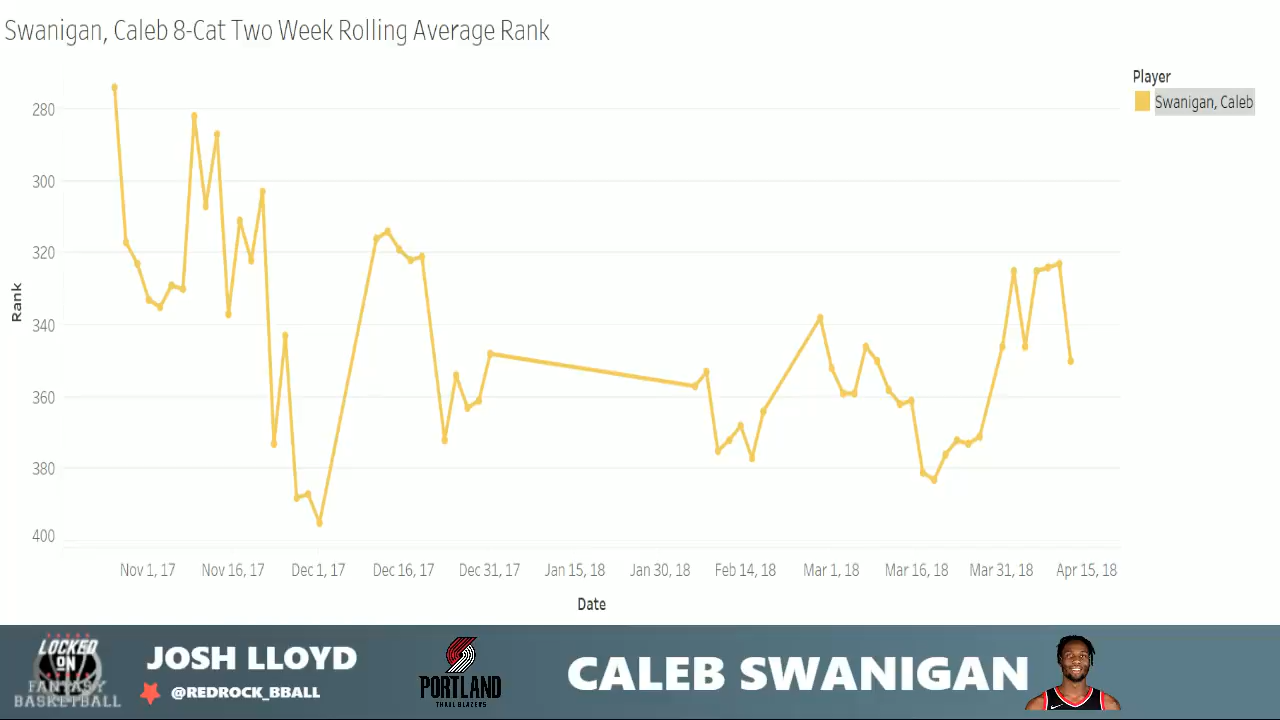 Swanigan, Caleb 8-Cat Two Week Rolling Average Rank
Player
Swanigan, Caleb
280
300
320
340
360
380
400
Rank
Nov 1, 17 Nov 16, 17 Dec 1, 17 Dec 16, 17 Dec 31, 17 Jan 15, 18 Jan 30, 18 Feb 14, 18 Mar 1, 18 Mar 16, 18 Mar 31, 18 Apr 15, 18
Date
LOCKED
ON
FANTASY
BASKETBALL
JOSH LLOYD
@REDROCK_BBALL
PORTLAND
TRAIL BLAZERS
CALEB SWANIGAN